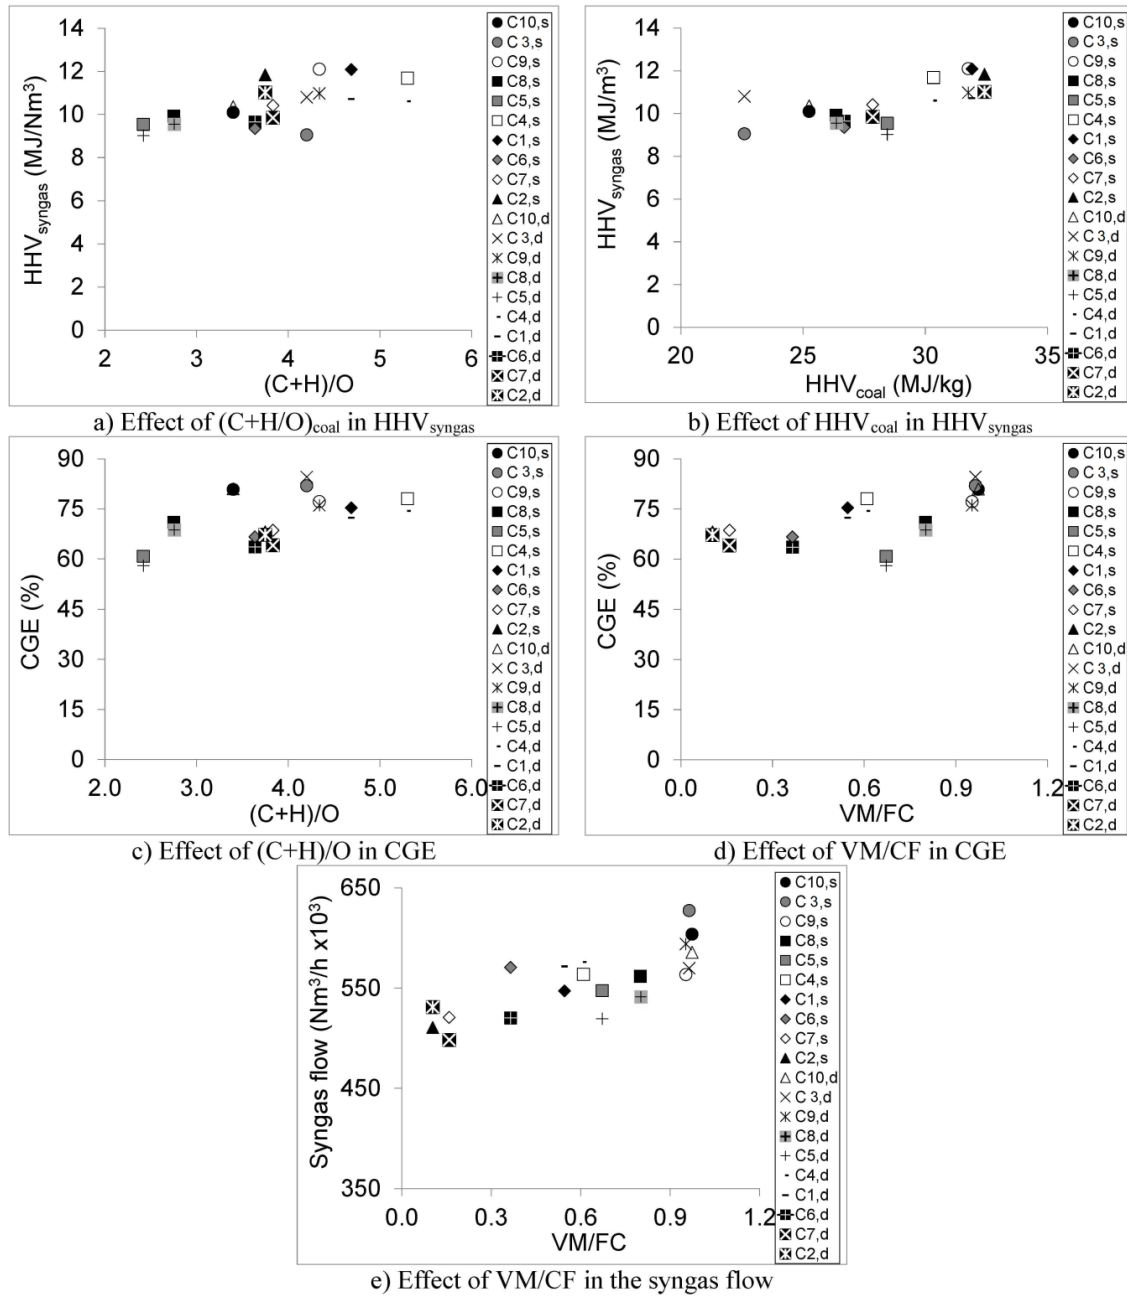 HHVsyngas (MJ/Nm³)
14
12
10
8
6
4
2
0
2 3 4 5 6
(C+H)/O
C10,s
C 3,s
C9,s
C8,s
C5,s
C4,s
C1,s
C6,s
C7,s
C2,s
C10,d
C 3,d
C9,d
C8,d
C5,d
C4,d
C1,d
C6,d
C7,d
C2,d
a) Effect of (C+H/O)coal in HHVsyngas
HHVsyngas (MJ/m³)
14
12
10
8
6
4
2
0
20 25 30 35
HHVcoal (MJ/kg)
C10,s
C 3,s
C9,s
C8,s
C5,s
C4,s
C1,s
C6,s
C7,s
C2,s
C10,d
C 3,d
C9,d
C8,d
C5,d
C4,d
C1,d
C6,d
C7,d
C2,d
b) Effect of HHVcoal in HHVsyngas
CGE (%)
90
75
60
45
30
15
0
2.0 3.0 4.0 5.0 6.0
(C+H)/O
C10,s
C 3,s
C9,s
C8,s
C5,s
C4,s
C1,s
C6,s
C7,s
C2,s
C10,d
C 3,d
C9,d
C8,d
C5,d
C4,d
C1,d
C6,d
C7,d
C2,d
c) Effect of (C+H)/O in CGE
CGE (%)
90
75
60
45
30
15
0
0.0 0.3 0.6 0.9 1.2
VM/FC
C10,s
C 3,s
C9,s
C8,s
C5,s
C4,s
C1,s
C6,s
C7,s
C2,s
C10,d
C 3,d
C9,d
C8,d
C5,d
C4,d
C1,d
C6,d
C7,d
C2,d
d) Effect of VM/CF in CGE
Syngas flow (Nm³/h x10³)
650
550
450
350
0.0 0.3 0.6 0.9 1.2
VM/FC
C10,s
C 3,s
C9,s
C8,s
C5,s
C4,s
C1,s
C6,s
C7,s
C2,s
C10,d
C 3,d
C9,d
C8,d
C5,d
C4,d
C1,d
C6,d
C7,d
C2,d
e) Effect of VM/CF in the syngas flow